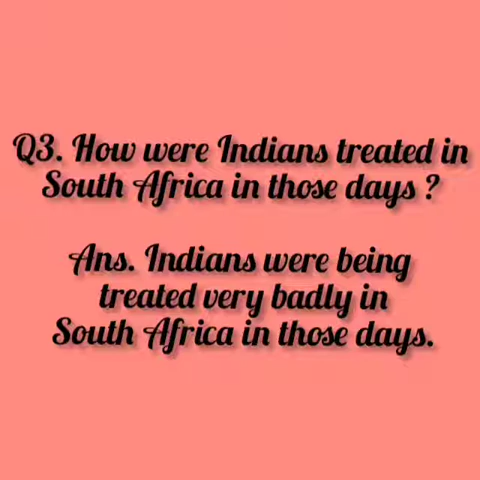 Q3. How were Indians treated in
South Africa in those days ?
Ans. Indians were being
treated very badly in
South Africa in those days.